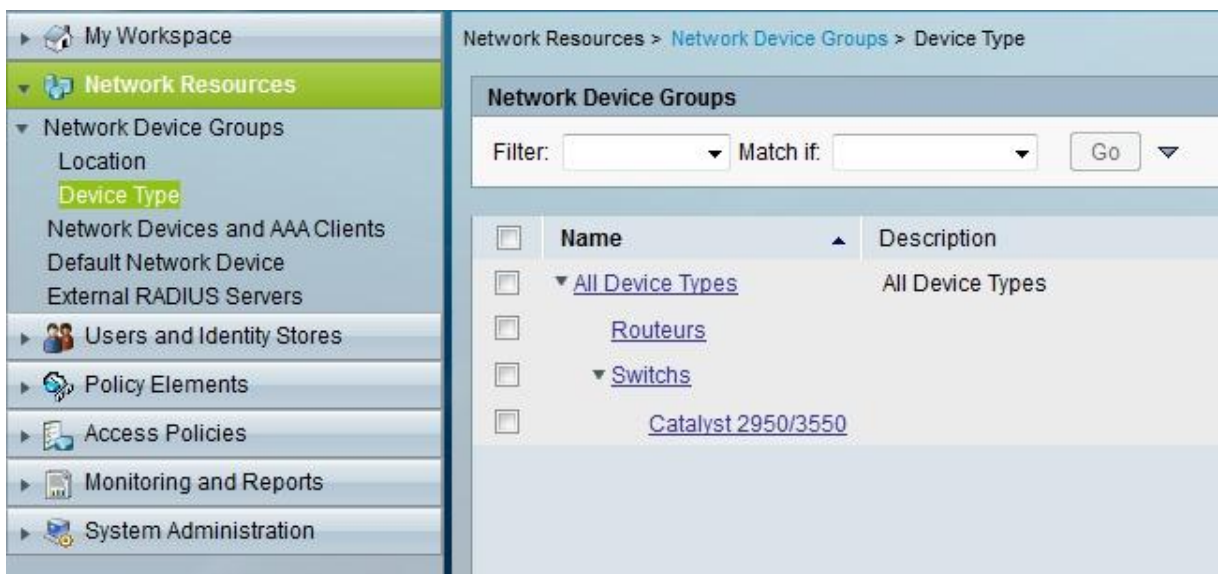 My Workspace
Network Resources
Network Device Groups
Location
Device Type
Network Devices and AAA Clients
Default Network Device
External RADIUS Servers
Users and Identity Stores
Policy Elements
Access Policies
Monitoring and Reports
System Administration
Network Resources > Network Device Groups > Device Type
Network Device Groups
Filter: Match if: Go
Name Description
All Device Types All Device Types
Routeurs
Switchs
Catalyst 2950/3550